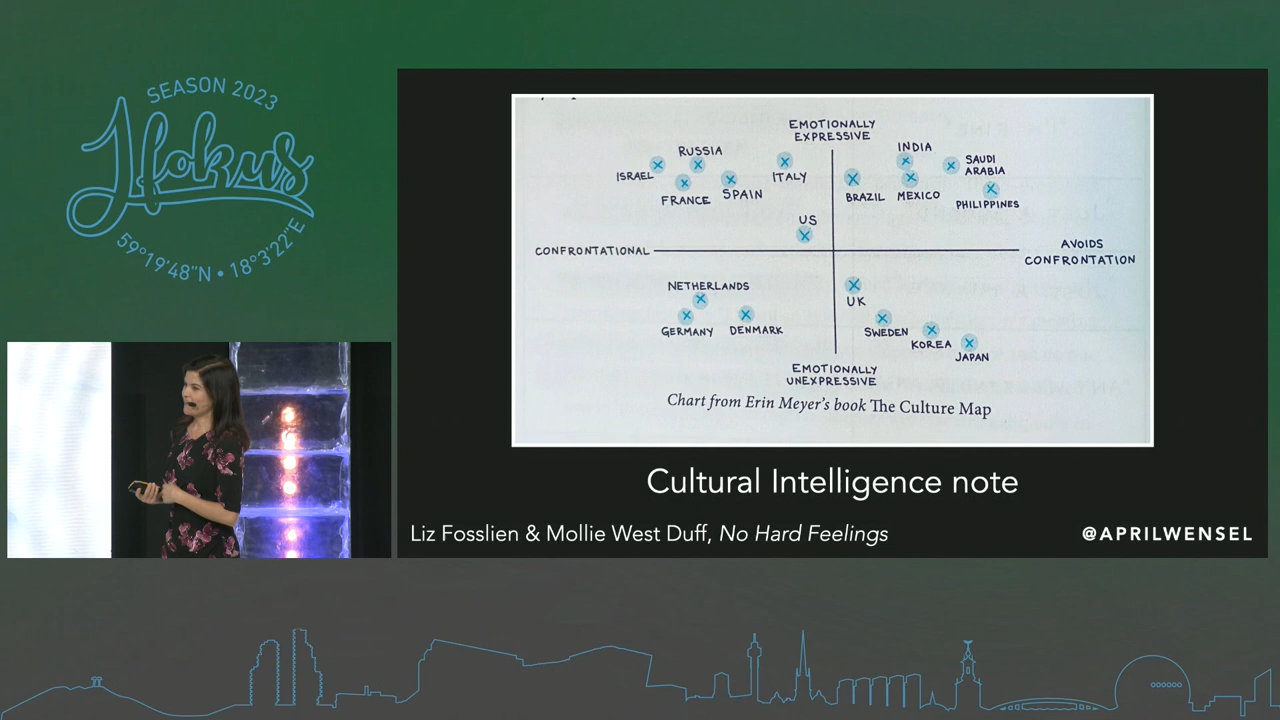 SEASON 2023
Hokus
59°19'48"N • 18°3'22"E
EMOTIONALLY
EXPRESSIVE
INDIA
RUSSIA
SAUDI
ARABIA
ISRAEL
ITALY
FRANCE
SPAIN
BRAZIL
MEXICO
PHILIPPINES
US
CONFRONTATIONAL
AVOIDS
CONFRONTATION
NETHERLANDS
UK
GERMANY
DENMARK
SWEDEN
KOREA
JAPAN
EMOTIONALLY
UNEXPRESSIVE
Chart from Erin Meyer's book The Culture Map
Cultural Intelligence note
Liz Fosslien & Mollie West Duff, No Hard Feelings
@APRILWENSEL